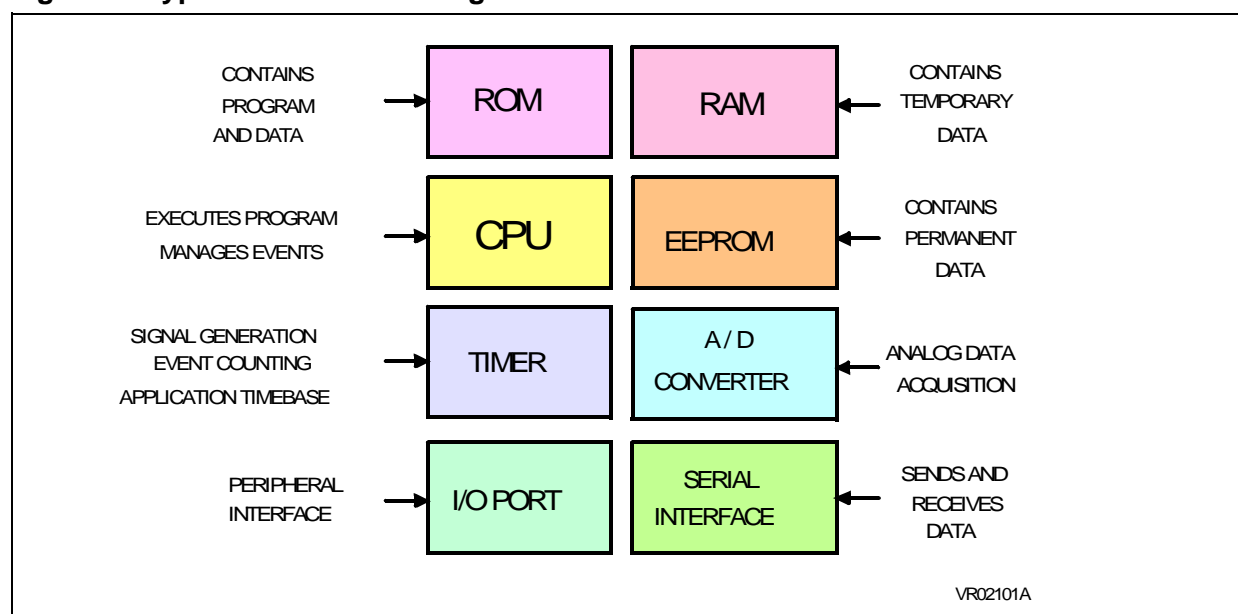 CONTAINS
PROGRAM
AND DATA
ROM
RAM
CONTAINS
TEMPORARY
DATA
EXECUTES PROGRAM
MANAGES EVENTS
CPU
EEPROM
CONTAINS
PERMANENT
DATA
SIGNAL GENERATION
EVENT COUNTING
APPLICATION TIMEBASE
TIMER
A / D
CONVERTER
ANALOG DATA
ACQUISITION
PERIPHERAL
INTERFACE
I/O PORT
SERIAL
INTERFACE
SENDS AND
RECEIVES
DATA
VR02101A